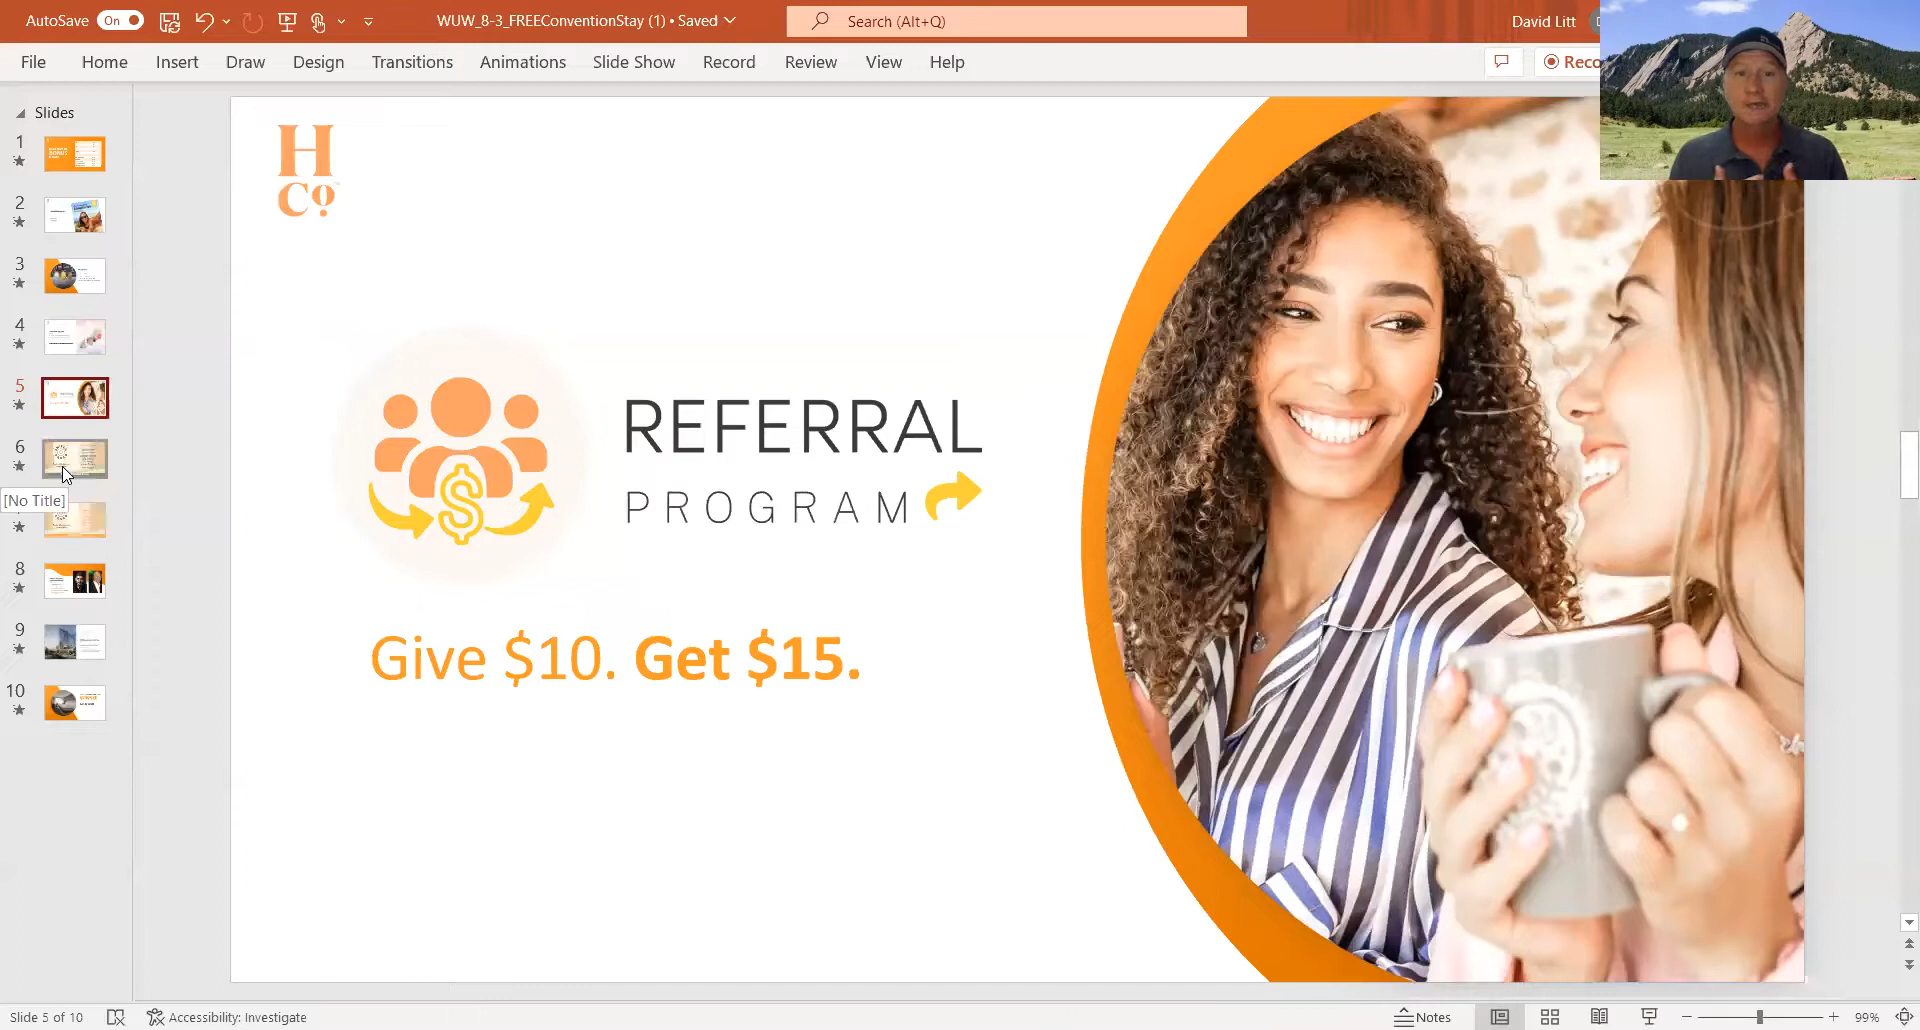 AutoSave On WUW_8-3_FREEConventionStay (1) • Saved Search (Alt+Q) David Litt
File Home Insert Draw Design Transitions Animations Slide Show Record Review View Help Reco
Slides
1
2
3
4
5
6
[No Title]
8
9
10
H
Co
REFERRAL
PROGRAM
Give $10. Get $15.
Slide 5 of 10 Accessibility: Investigate Notes 99%